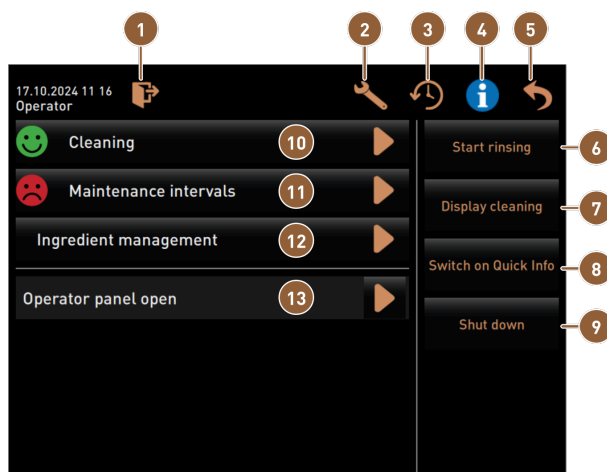 1
2
3
4
5
17.10.2024 11 16
Operator
i
Cleaning
10
Start rinsing
6
Maintenance intervals
11
Display cleaning
7
Ingredient management
12
Switch on Quick Info
8
Operator panel open
13
Shut down
9